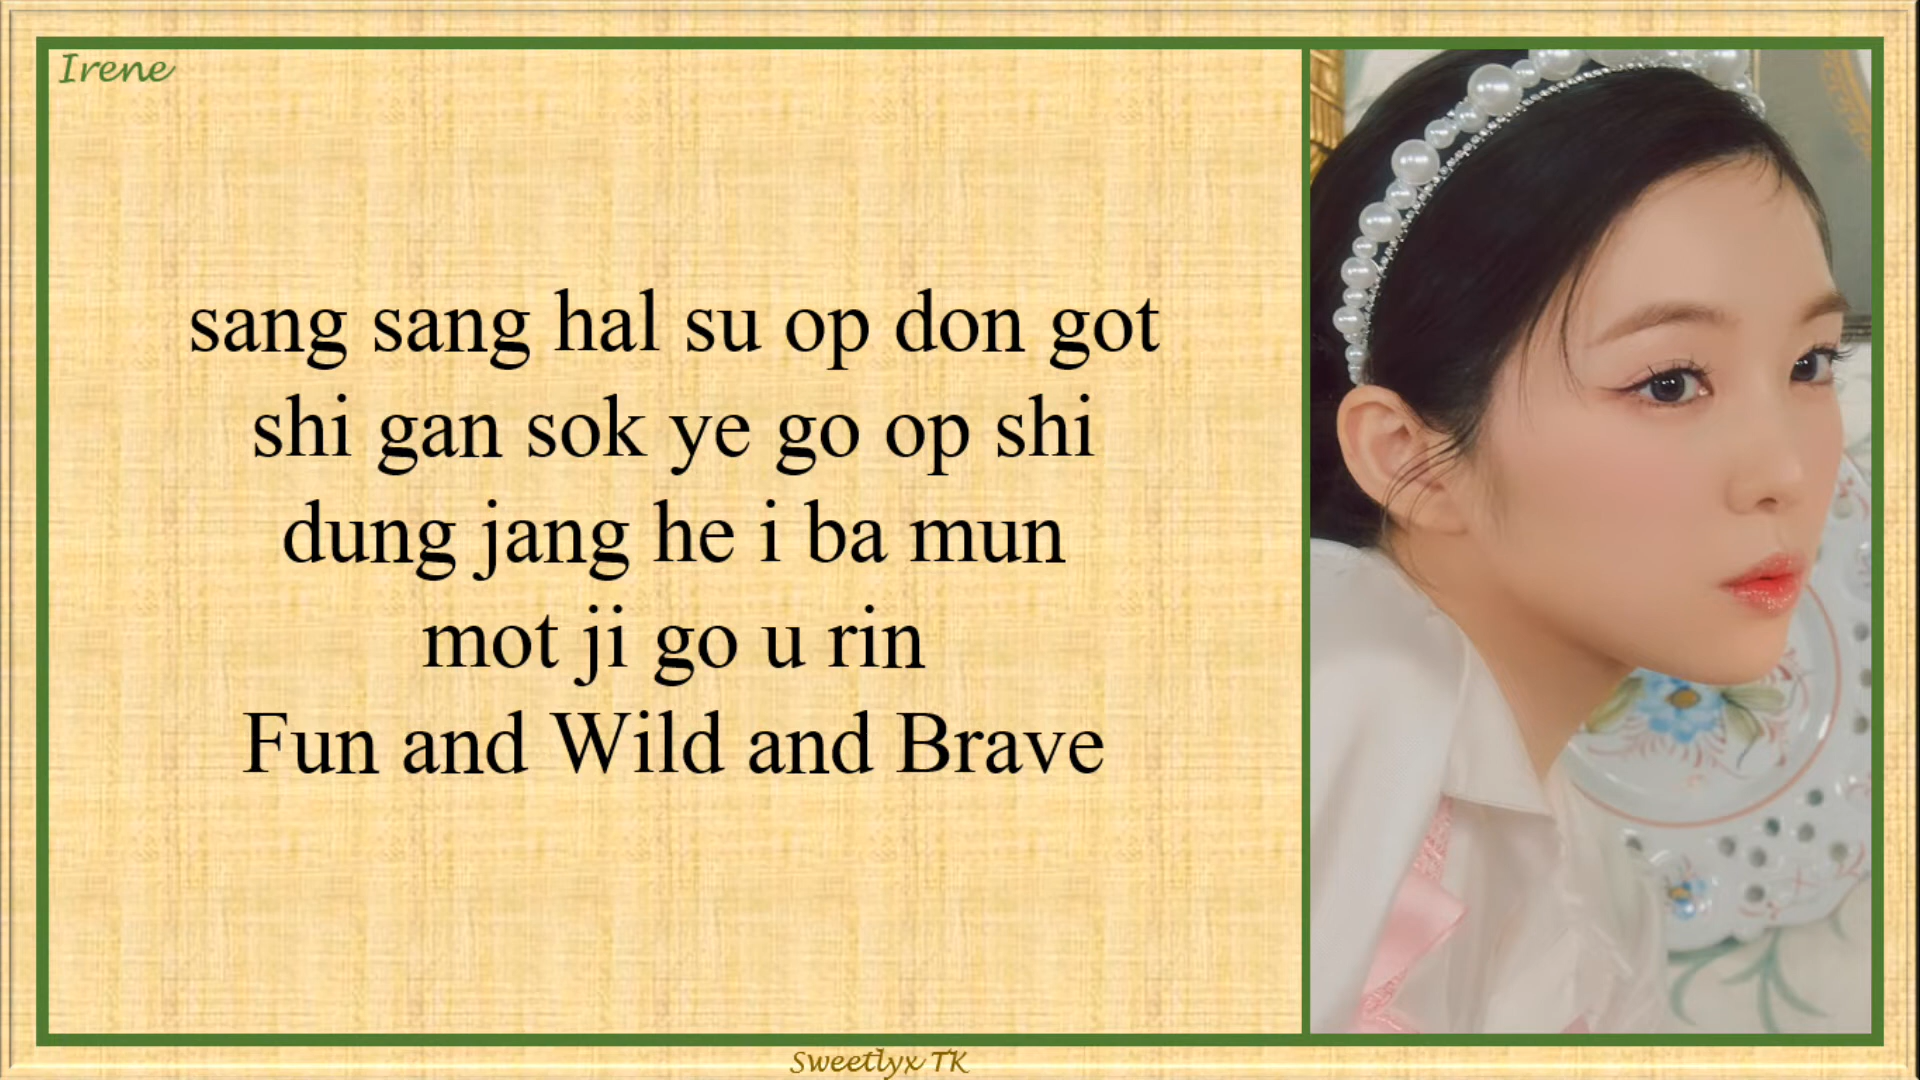 Irene
sang sang hal su op don got
shi gan sok ye go op shi
dung jang he i ba mun
mot ji go u rin
Fun and Wild and Brave
Sweetlyx TK